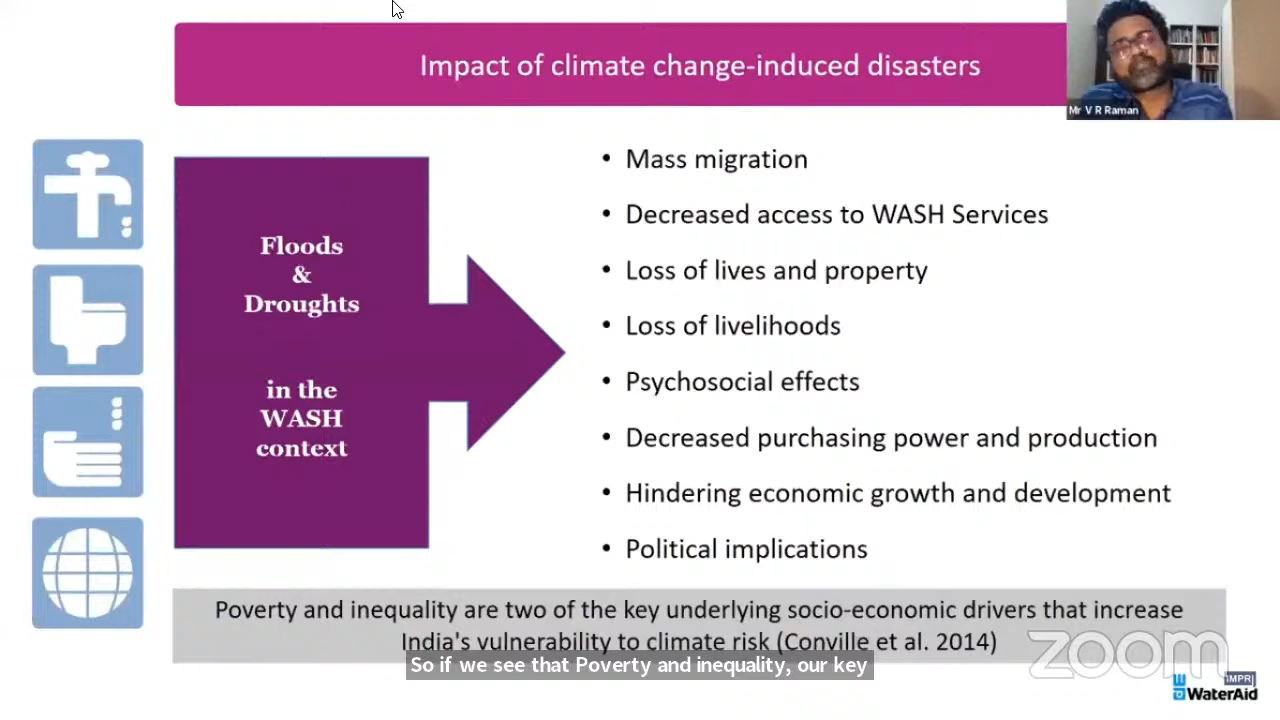 Impact of climate change-induced disasters
Mr V R Raman
Floods
&
Droughts
in the
WASH
context
• Mass migration
• Decreased access to WASH Services
• Loss of lives and property
• Loss of livelihoods
• Psychosocial effects
• Decreased purchasing power and production
• Hindering economic growth and development
• Political implications
Poverty and inequality are two of the key underlying socio-economic drivers that increase
India's vulnerability to climate risk (Conville et al. 2014)
zoom
So if we see that Poverty and inequality, our key
IMPRI
WaterAid